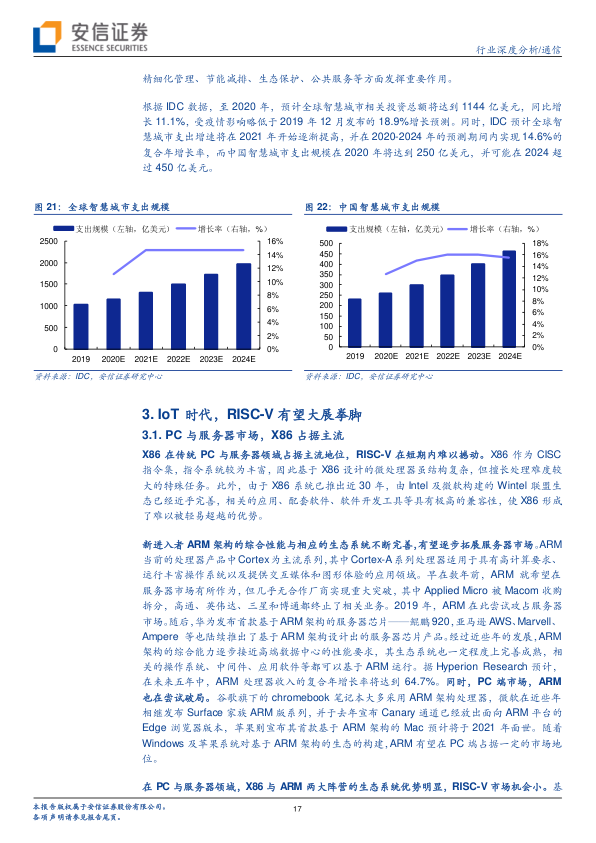 安信证券
ESSENCE SECURITIES
行业深度分析/通信
精细化管理、节能减排、生态保护、公共服务等方面发挥重要作用。
根据 IDC 数据，至 2020 年，预计全球智慧城市相关投资总额将达到 1144 亿美元，同比增
长 11.1%，受疫情影响略低于 2019 年 12 月发布的 18.9%增长预测。同时，IDC 预计全球智
慧城市支出增速将在 2021 年开始逐渐提高，并在 2020-2024 年的预测期间内实现 14.6%的
复合年增长率，而中国智慧城市支出规模在 2020 年将达到 250 亿美元，并可能在 2024 超
过 450 亿美元。
图 21：全球智慧城市支出规模
支出规模（左轴，亿美元） 增长率（右轴，%）
2500 16%
14%
2000 12%
1500 10%
8%
1000 6%
500 4%
2%
0 0%
2019 2020E 2021E 2022E 2023E 2024E
资料来源：IDC，安信证券研究中心
图 22：中国智慧城市支出规模
支出规模（左轴，亿美元） 增长率（右轴，%）
500 18%
450 16%
400 14%
350 12%
300
250 10%
200 8%
150 6%
100 4%
50 2%
0 0%
2019 2020E 2021E 2022E 2023E 2024E
资料来源：IDC，安信证券研究中心
3. IoT 时代，RISC-V 有望大展拳脚
3.1. PC 与服务器市场，X86 占据主流
X86 在传统 PC 与服务器领域占据主流地位，RISC-V 在短期内难以撼动。X86 作为 CISC
指令集，指令系统较为丰富，因此基于 X86 设计的微处理器虽结构复杂，但擅长处理难度较
大的特殊任务。此外，由于 X86 系统已推出近 30 年，由 Intel 及微软构建的 Wintel 联盟生
态已经近乎完善，相关的应用、配套软件、软件开发工具等具有极高的兼容性，使 X86 形成
了难以被轻易超越的优势。
新进入者 ARM 架构的综合性能与相应的生态系统不断完善，有望逐步拓展服务器市场。ARM
当前的处理器产品中 Cortex 为主流系列，其中 Cortex-A 系列处理器适用于具有高计算要求、
运行丰富操作系统以及提供交互媒体和图形体验的应用领域。早在数年前，ARM 就希望在
服务器市场有所作为，但几乎无合作厂商实现重大突破，其中 Applied Micro 被 Macom 收购
拆分，高通、英伟达、三星和博通都终止了相关业务。2019 年，ARM 在此尝试攻占服务器
市场。随后，华为发布首款基于 ARM 架构的服务器芯片——鲲鹏 920，亚马逊 AWS、Marvell、
Ampere 等也陆续推出了基于 ARM 架构设计出的服务器芯片产品。经过近些年的发展，ARM
架构的综合能力逐步接近高端数据中心的性能要求，其生态系统也一定程度上完善成熟，相
关的操作系统、中间件、应用软件等都可以基于 ARM 运行。据 Hyperion Research 预计，
在未来五年中，ARM 处理器收入的复合年增长率将达到 64.7%。同时，PC 端市场，ARM
也在尝试破局。谷歌旗下的 chromebook 笔记本大多采用 ARM 架构处理器，微软在近些年
相继发布 Surface 家族 ARM 版系列，并于去年宣布 Canary 通道已经放出面向 ARM 平台的
Edge 浏览器版本，苹果则宣布其首款基于 ARM 架构的 Mac 预计将于 2021 年面世。随着
Windows 及苹果系统对基于 ARM 架构的生态的构建，ARM 有望在 PC 端占据一定的市场地
位。
在 PC 与服务器领域，X86 与 ARM 两大阵营的生态系统优势明显，RISC-V 市场机会小。基
本报告版权属于安信证券股份有限公司。
17
各项声明请参见报告尾页。